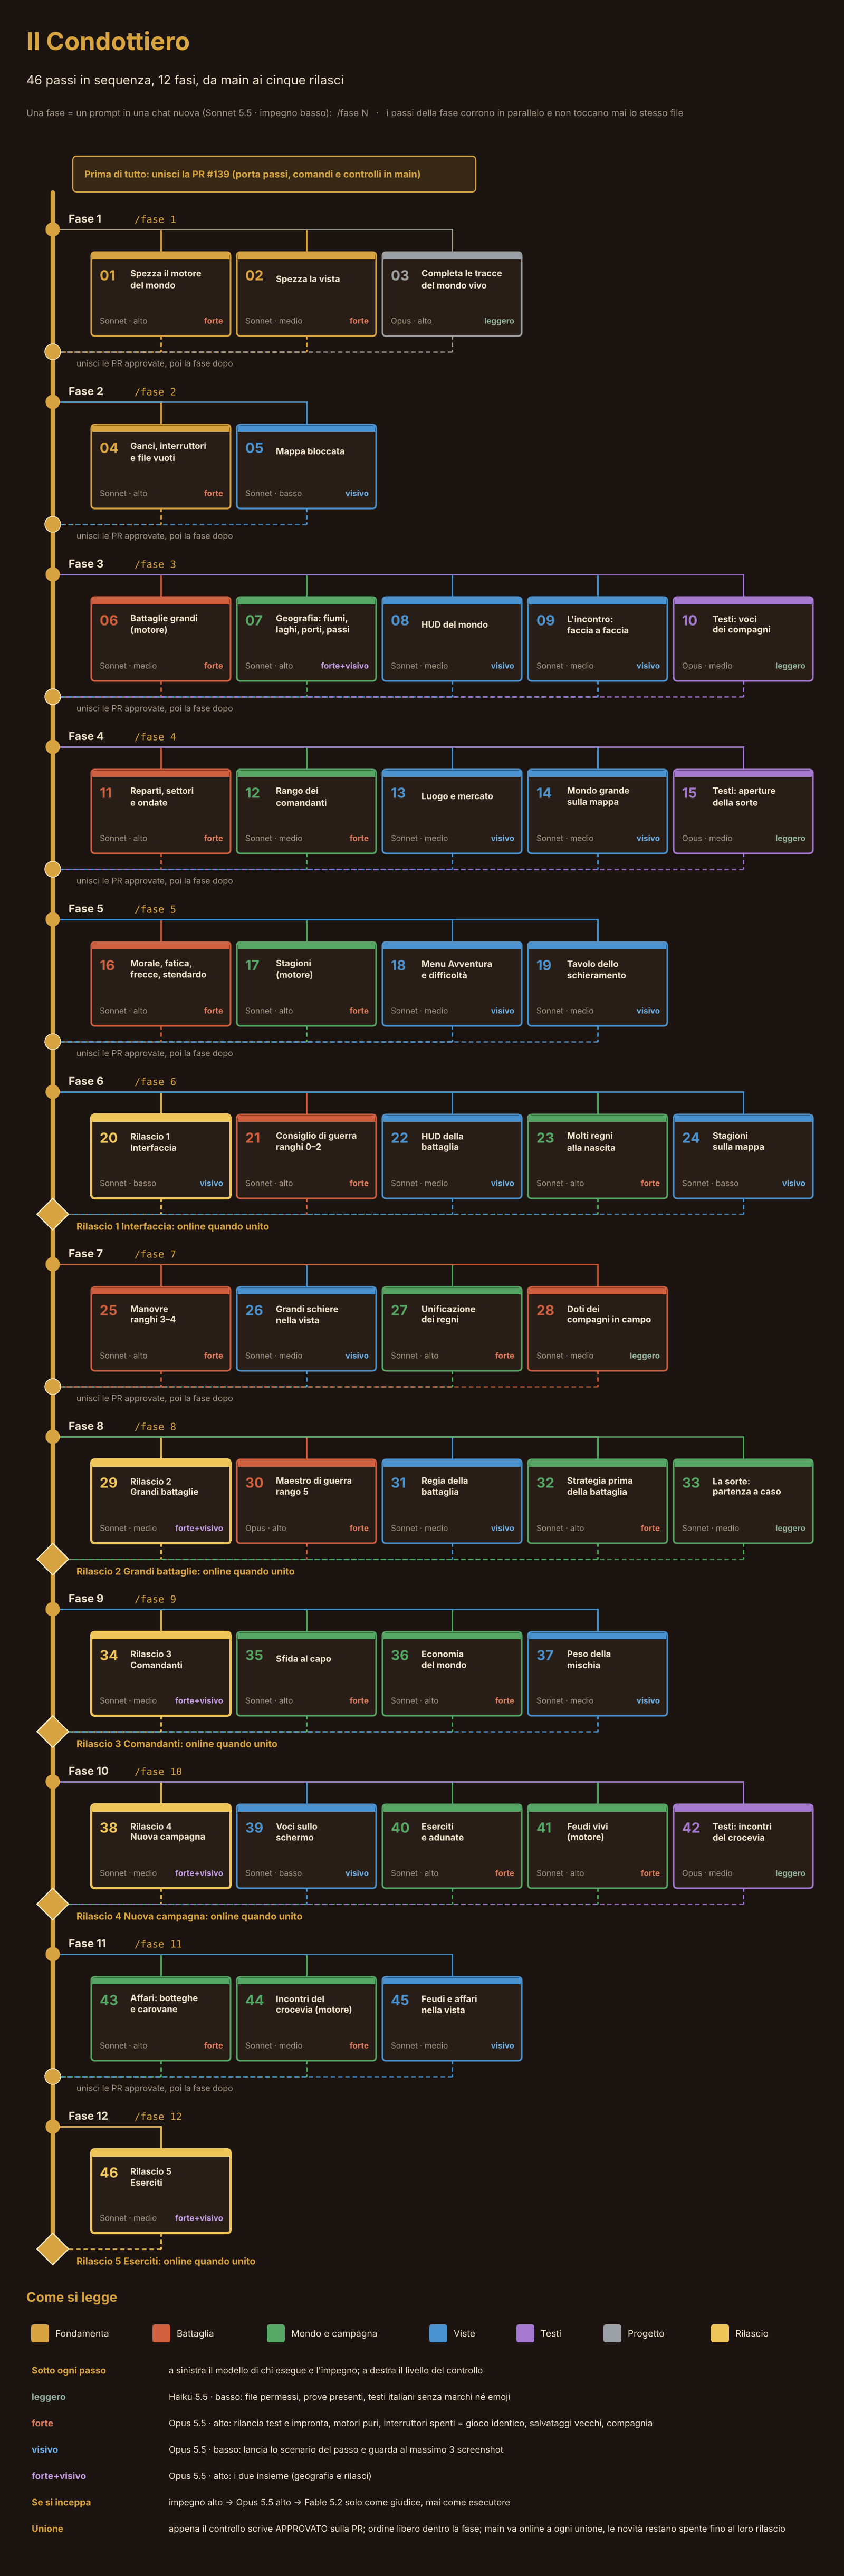 Il Condottiero
46 passi in sequenza, 12 fasi, da main ai cinque rilasci
Una fase = un prompt in una chat nuova (Sonnet 5.5 · impegno basso): /fase N · i passi della fase corrono in parallelo e non toccano mai lo stesso file
Prima di tutto: unisci la PR #139 (porta passi, comandi e controlli in main)
Fase 1 /fase 1
01 Spezza il motore
del mondo
Sonnet · alto forte
02 Spezza la vista
Sonnet · medio forte
03 Completa le tracce
del mondo vivo
Opus · alto leggero
unisci le PR approvate, poi la fase dopo
Fase 2 /fase 2
04 Ganci, interruttori
e file vuoti
Sonnet · alto forte
05 Mappa bloccata
Sonnet · basso visivo
unisci le PR approvate, poi la fase dopo
Fase 3 /fase 3
06 Battaglie grandi
(motore)
Sonnet · medio forte
07 Geografia: fiumi,
laghi, porti, passi
Sonnet · alto forte+visivo
08 HUD del mondo
Sonnet · medio visivo
09 L'incontro:
faccia a faccia
Sonnet · medio visivo
10 Testi: voci
dei compagni
Opus · medio leggero
unisci le PR approvate, poi la fase dopo
Fase 4 /fase 4
11 Reparti, settori
e ondate
Sonnet · alto forte
12 Rango dei
comandanti
Sonnet · medio forte
13 Luogo e mercato
Sonnet · medio visivo
14 Mondo grande
sulla mappa
Sonnet · medio visivo
15 Testi: aperture
della sorte
Opus · medio leggero
unisci le PR approvate, poi la fase dopo
Fase 5 /fase 5
16 Morale, fatica,
frecce, stendardo
Sonnet · alto forte
17 Stagioni
(motore)
Sonnet · alto forte
18 Menu Avventura
e difficoltà
Sonnet · medio visivo
19 Tavolo dello
schieramento
Sonnet · medio visivo
unisci le PR approvate, poi la fase dopo
Fase 6 /fase 6
20 Rilascio 1
Interfaccia
Sonnet · basso visivo
21 Consiglio di guerra
ranghi 0–2
Sonnet · alto forte
22 HUD della
battaglia
Sonnet · medio visivo
23 Molti regni
alla nascita
Sonnet · alto forte
24 Stagioni
sulla mappa
Sonnet · basso visivo
Rilascio 1 Interfaccia: online quando unito
Fase 7 /fase 7
25 Manovre
ranghi 3–4
Sonnet · alto forte
26 Grandi schiere
nella vista
Sonnet · medio visivo
27 Unificazione
dei regni
Sonnet · alto forte
28 Doti dei
compagni in campo
Sonnet · medio leggero
unisci le PR approvate, poi la fase dopo
Fase 8 /fase 8
29 Rilascio 2
Grandi battaglie
Sonnet · medio forte+visivo
30 Maestro di guerra
rango 5
Opus · alto forte
31 Regia della
battaglia
Sonnet · medio visivo
32 Strategia prima
della battaglia
Sonnet · alto forte
33 La sorte:
partenza a caso
Sonnet · medio leggero
Rilascio 2 Grandi battaglie: online quando unito
Fase 9 /fase 9
34 Rilascio 3
Comandanti
Sonnet · medio forte+visivo
35 Sfida al capo
Sonnet · alto forte
36 Economia
del mondo
Sonnet · alto forte
37 Peso della
mischia
Sonnet · medio visivo
Rilascio 3 Comandanti: online quando unito
Fase 10 /fase 10
38 Rilascio 4
Nuova campagna
Sonnet · medio forte+visivo
39 Voci sullo
schermo
Sonnet · basso visivo
40 Eserciti
e adunate
Sonnet · alto forte
41 Feudi vivi
(motore)
Sonnet · alto forte
42 Testi: incontri
del crocevia
Opus · medio leggero
Rilascio 4 Nuova campagna: online quando unito
Fase 11 /fase 11
43 Affari: botteghe
e carovane
Sonnet · alto forte
44 Incontri del
crocevia (motore)
Sonnet · medio forte
45 Feudi e affari
nella vista
Sonnet · medio visivo
unisci le PR approvate, poi la fase dopo
Fase 12 /fase 12
46 Rilascio 5
Eserciti
Sonnet · medio forte+visivo
Rilascio 5 Eserciti: online quando unito
Come si legge
Fondamenta Battaglia Mondo e campagna Viste Testi Progetto Rilascio
Sotto ogni passo a sinistra il modello di chi esegue e l'impegno; a destra il livello del controllo
leggero Haiku 5.5 · basso: file permessi, prove presenti, testi italiani senza marchi né emoji
forte Opus 5.5 · alto: rilancia test e impronta, motori puri, interruttori spenti = gioco identico, salvataggi vecchi, compagnia
visivo Opus 5.5 · basso: lancia lo scenario del passo e guarda al massimo 3 screenshot
forte+visivo Opus 5.5 · alto: i due insieme (geografia e rilasci)
Se si inceppa impegno alto → Opus 5.5 alto → Fable 5.2 solo come giudice, mai come esecutore
Unione appena il controllo scrive APPROVATO sulla PR; ordine libero dentro la fase; main va online a ogni unione, le novità restano spente fino al loro rilascio